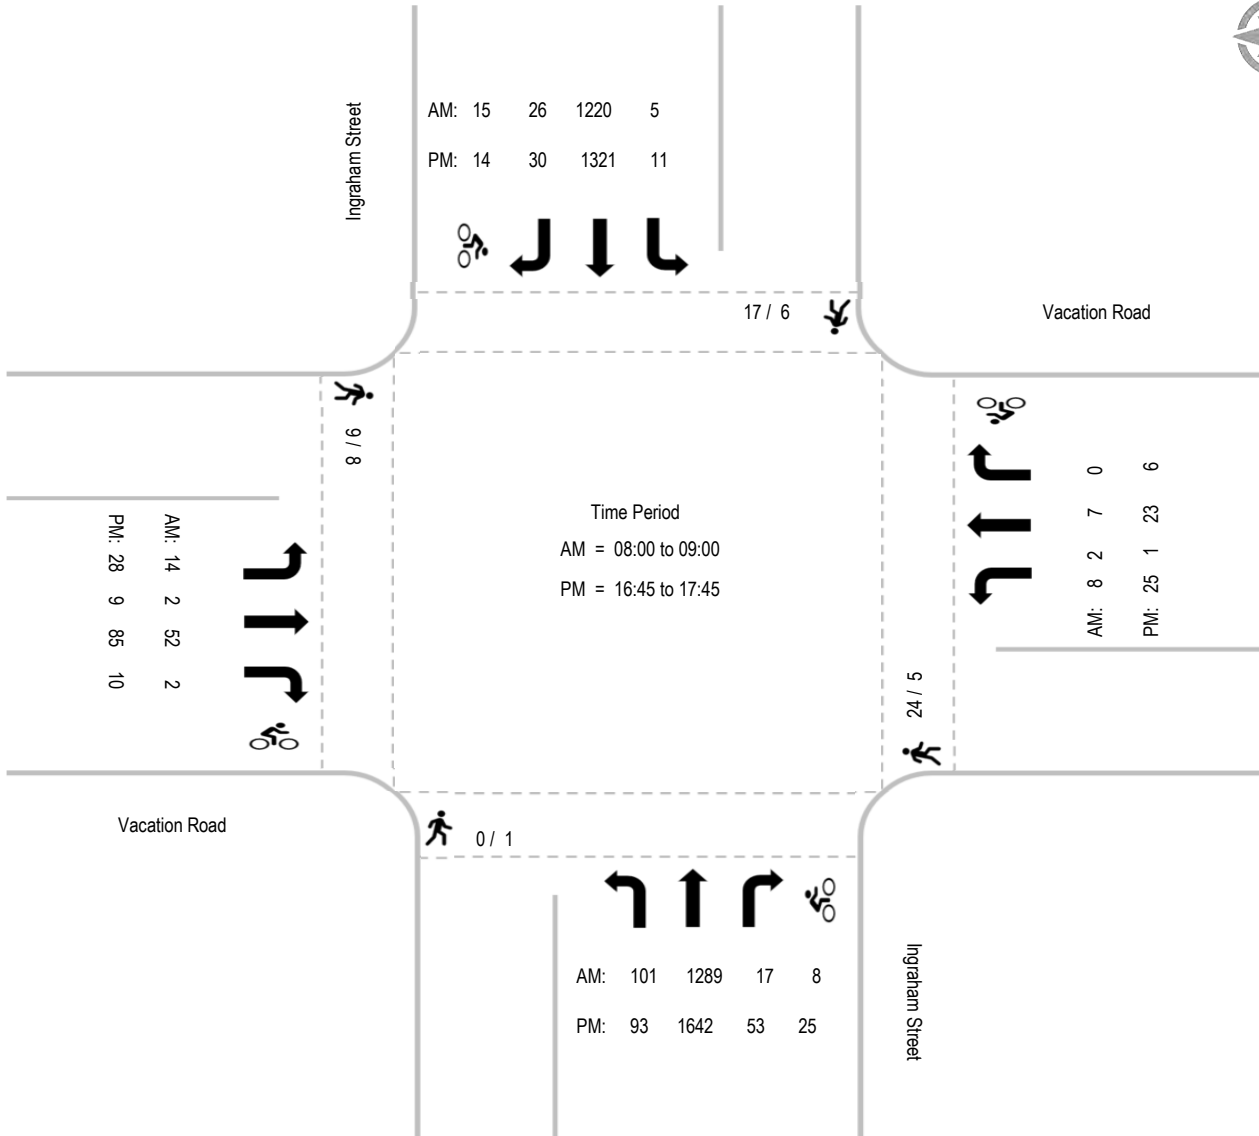 Ingraham Street
AM: 15 26 1220 5
PM: 14 30 1321 11
17 / 6
Vacation Road
9 / 8
Time Period
AM = 08:00 to 09:00
PM = 16:45 to 17:45
AM: 14 2 52 2
PM: 28 9 85 10
AM: 8 2 7 0
PM: 25 1 23 6
24 / 5
Vacation Road
0 / 1
AM: 101 1289 17 8
PM: 93 1642 53 25
Ingraham Street